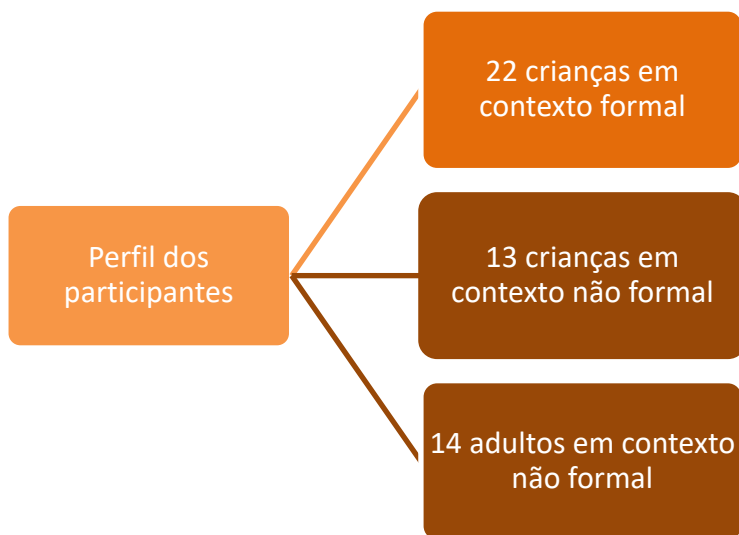 22 crianças em
contexto formal
Perfil dos
participantes
13 crianças em
contexto não formal
14 adultos em contexto
não formal